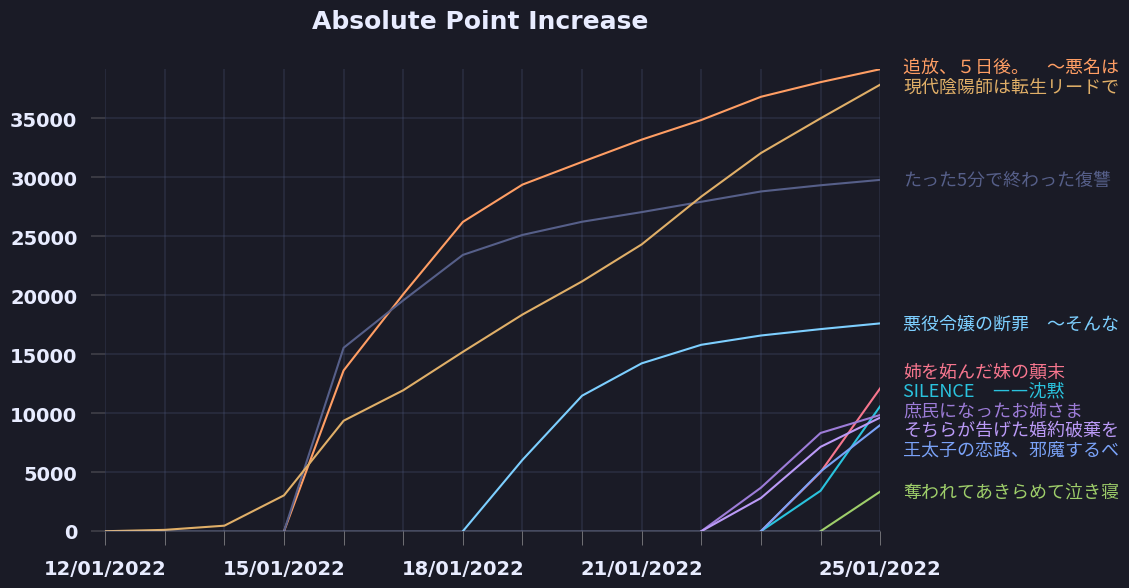 Absolute Point Increase
追放、５日後。　～悪名は
現代陰陽師は転生リードで
35000
30000
たった5分で終わった復讐
25000
20000
悪役令嬢の断罪　～そんな
15000
姉を妬んだ妹の顛末
SILENCE　——沈黙
10000
庶民になったお姉さま
そちらが告げた婚約破棄を
王太子の恋路、邪魔するべ
5000
奪われてあきらめて泣き寝
0
12/01/2022
15/01/2022
18/01/2022
21/01/2022
25/01/2022